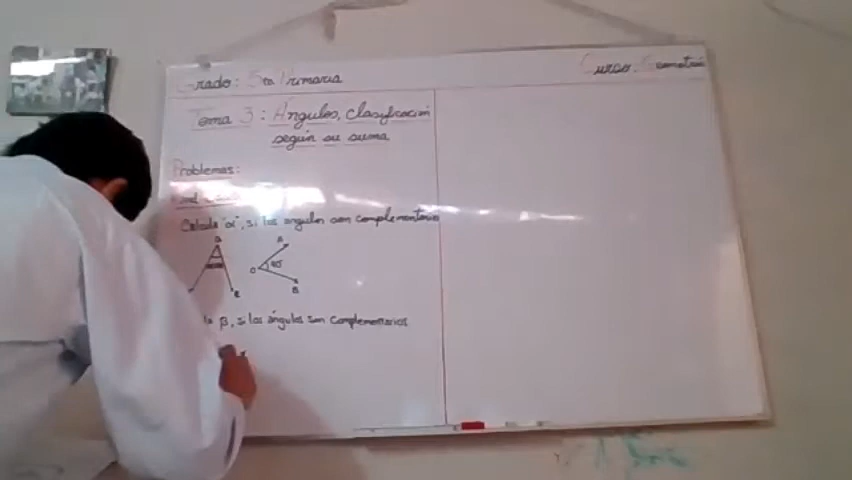 Grado: 5to Primaria
Curso: Geometría
Tema 3: Ángulos, clasificación
según su suma
Problemas:
Calcula "α", si los ángulos son complementarios
A
O
B
β, si los ángulos son complementarios